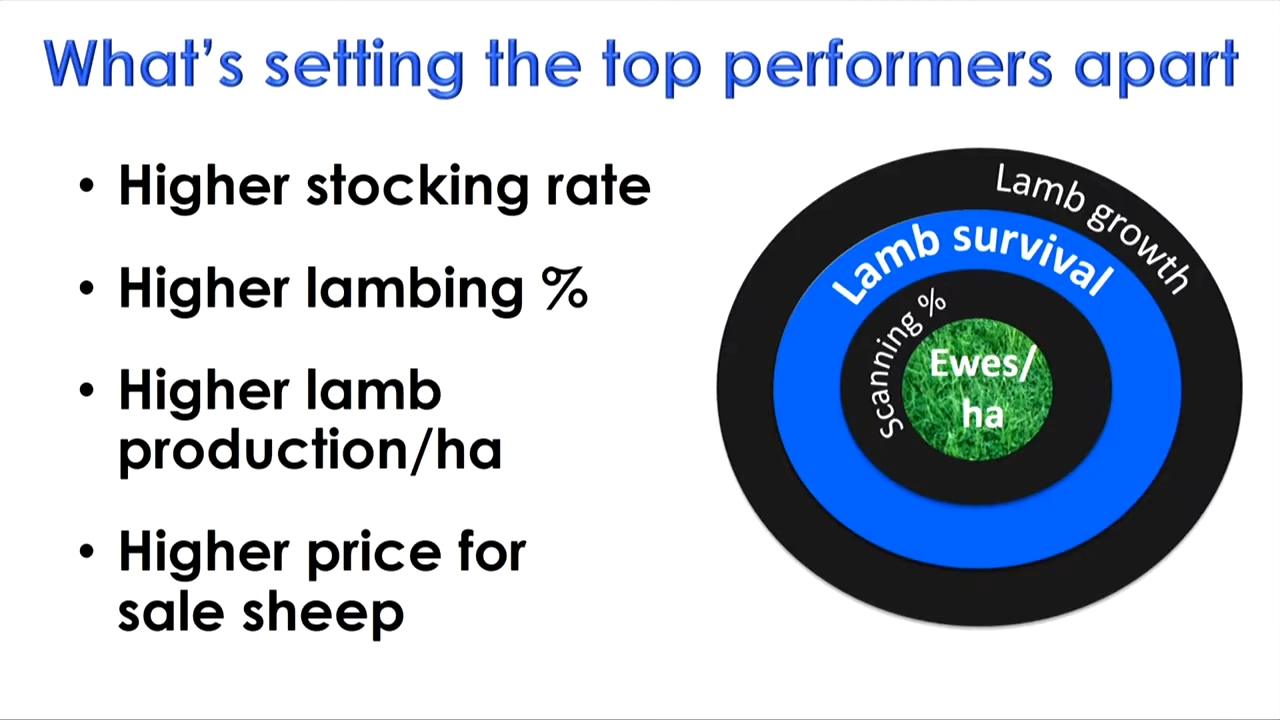 What's setting the top performers apart
• Higher stocking rate
• Higher lambing %
• Higher lamb
production/ha
• Higher price for
sale sheep
Lamb growth
Lamb survival
Scanning %
Ewes/
ha